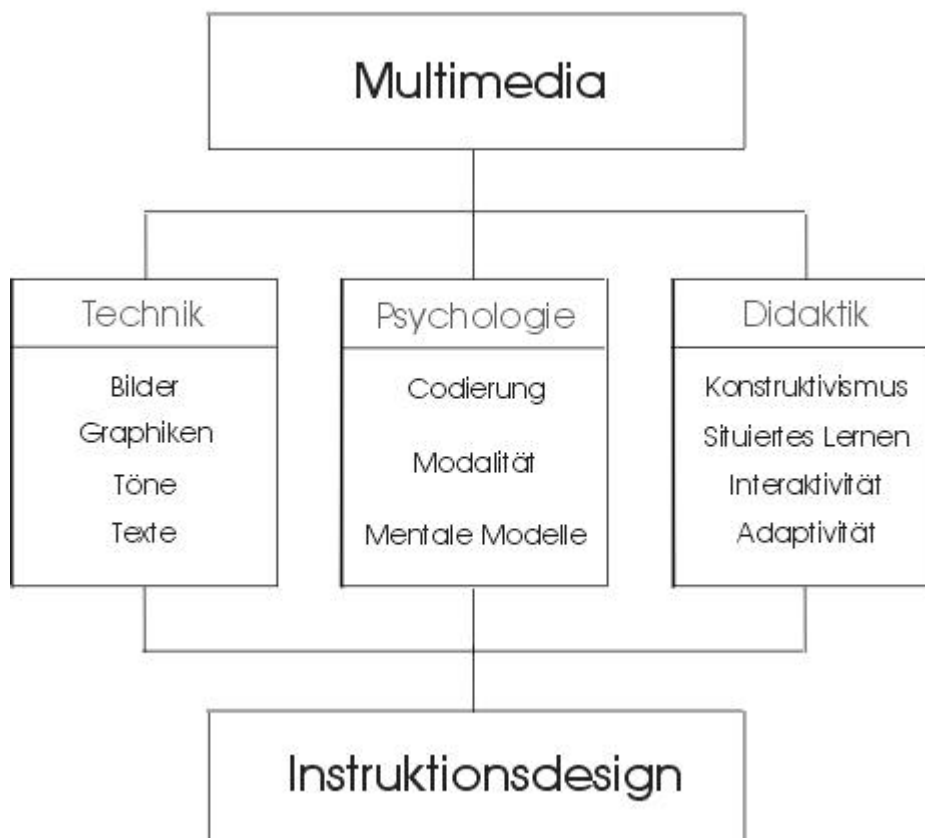 Multimedia
Technik
Bilder
Graphiken
Töne
Texte
Psychologie
Codierung
Modalität
Mentale Modelle
Didaktik
Konstruktivismus
Situiertes Lernen
Interaktivität
Adaptivität
Instruktionsdesign